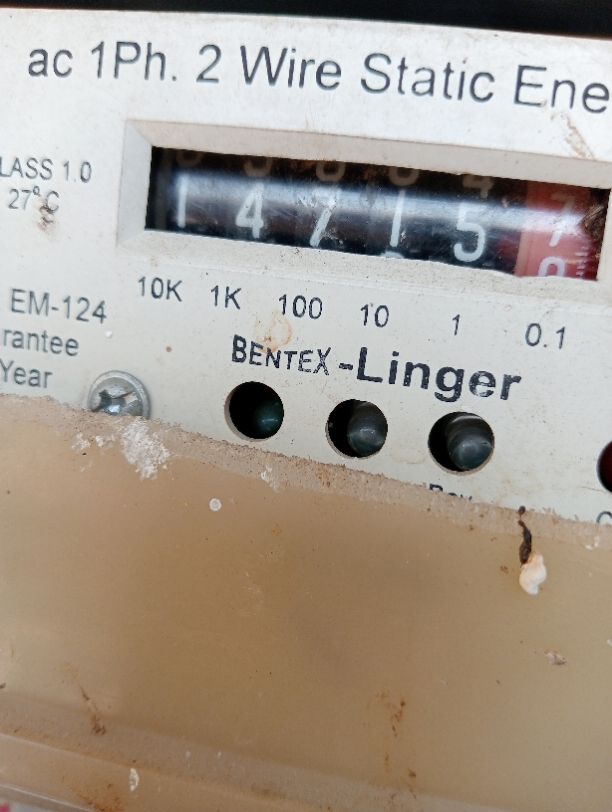 ac 1Ph. 2 Wire Static Ene
LASS 1.0
27°C
1 4 7 1 5 7
10K 1K 100 10 1 0.1
EM-124
rantee
Year
BENTEX-Linger